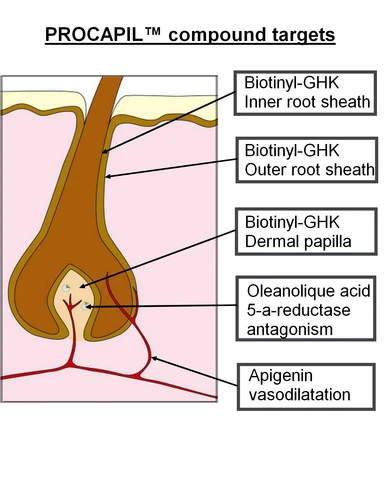 PROCAPIL™ compound targets
Biotinyl-GHK
Inner root sheath
Biotinyl-GHK
Outer root sheath
Biotinyl-GHK
Dermal papilla
Oleanolique acid
5-a-reductase
antagonism
Apigenin
vasodilatation